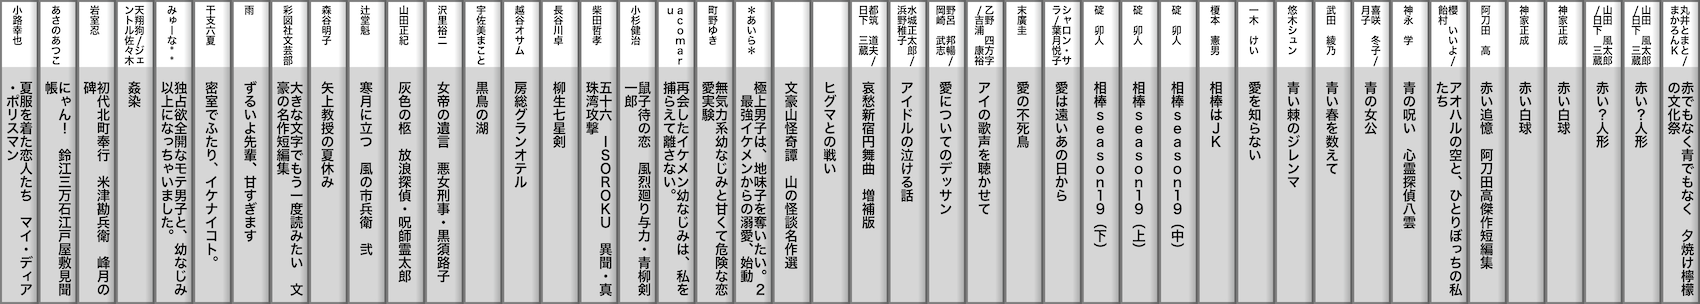 丸井とまと/
まかろんK
赤でもなく青でもなく　夕焼け檸檬
の文化祭
山田　風太郎
/日下　三蔵
赤い？人形
山田　風太郎
/日下　三蔵
赤い？人形
神家正成
赤い白球
神家正成
赤い白球
阿刀田　高
赤い追憶　阿刀田高傑作短編集
櫻いいよ/
飴村
アオハルの空と、ひとりぼっちの私
たち
神永　学
青の呪い　心霊探偵八雲
喜咲　冬子/
月子
青の女公
武田　綾乃
青い春を数えて
悠木シュン
青い棘のジレンマ
一木　けい
愛を知らない
榎本　憲男
相棒はJK
碇　卯人
相棒season19（中）
碇　卯人
相棒season19（上）
碇　卯人
相棒season19（下）
シャロン・サ
ラ/葉月悦子
愛は遠いあの日から
末廣圭
愛の不死鳥
乙野　四方字
/吉浦　康裕
アイの歌声を聴かせて
野呂　邦暢/
岡崎　武志
愛についてのデッサン
水城正太郎/
浜野稚子
アイドルの泣ける話
都筑　道夫/
日下　三蔵
哀愁新宿円舞曲　増補版
ヒグマとの戦い
文豪山怪奇譚　山の怪談名作選
＊あいら＊
極上男子は、地味子を奪いたい。2
　最強イケメンからの溺愛、始動
町野ゆき
無気力系幼なじみと甘くて危険な恋
愛実験
acomar
u
再会したイケメン幼なじみは、私を
捕らえて離さない。
小杉健治
鼠子待の恋　風烈廻り与力・青柳剣
一郎
柴田哲孝
五十六　ISOROKU　異聞・真
珠湾攻撃
長谷川卓
柳生七星剣
越谷オサム
房総グランオテル
宇佐美まこと
黒鳥の湖
沢里裕二
女帝の遺言　悪女刑事・黒須路子
山田正紀
灰色の柩　放浪探偵・呪師霊太郎
辻堂魁
寒月に立つ　風の市兵衛　弐
森谷明子
矢上教授の夏休み
彩図社文芸部
大きな文字でもう一度読みたい　文
豪の名作短編集
雨
ずるいよ先輩、甘すぎます
干支六夏
密室でふたり、イケナイコト。
みゅーな＊＊
独占欲全開なモテ男子と、幼なじみ
以上になっちゃいました。
天翔狗/ジェ
ントル佐々木
姦染
岩室忍
初代北町奉行　米津勘兵衛　峰月の
碑
あさのあつこ
にゃん！　鈴江三万石江戸屋敷見聞
帳
小路幸也
夏服を着た恋人たち　マイ・ディア
・ポリスマン